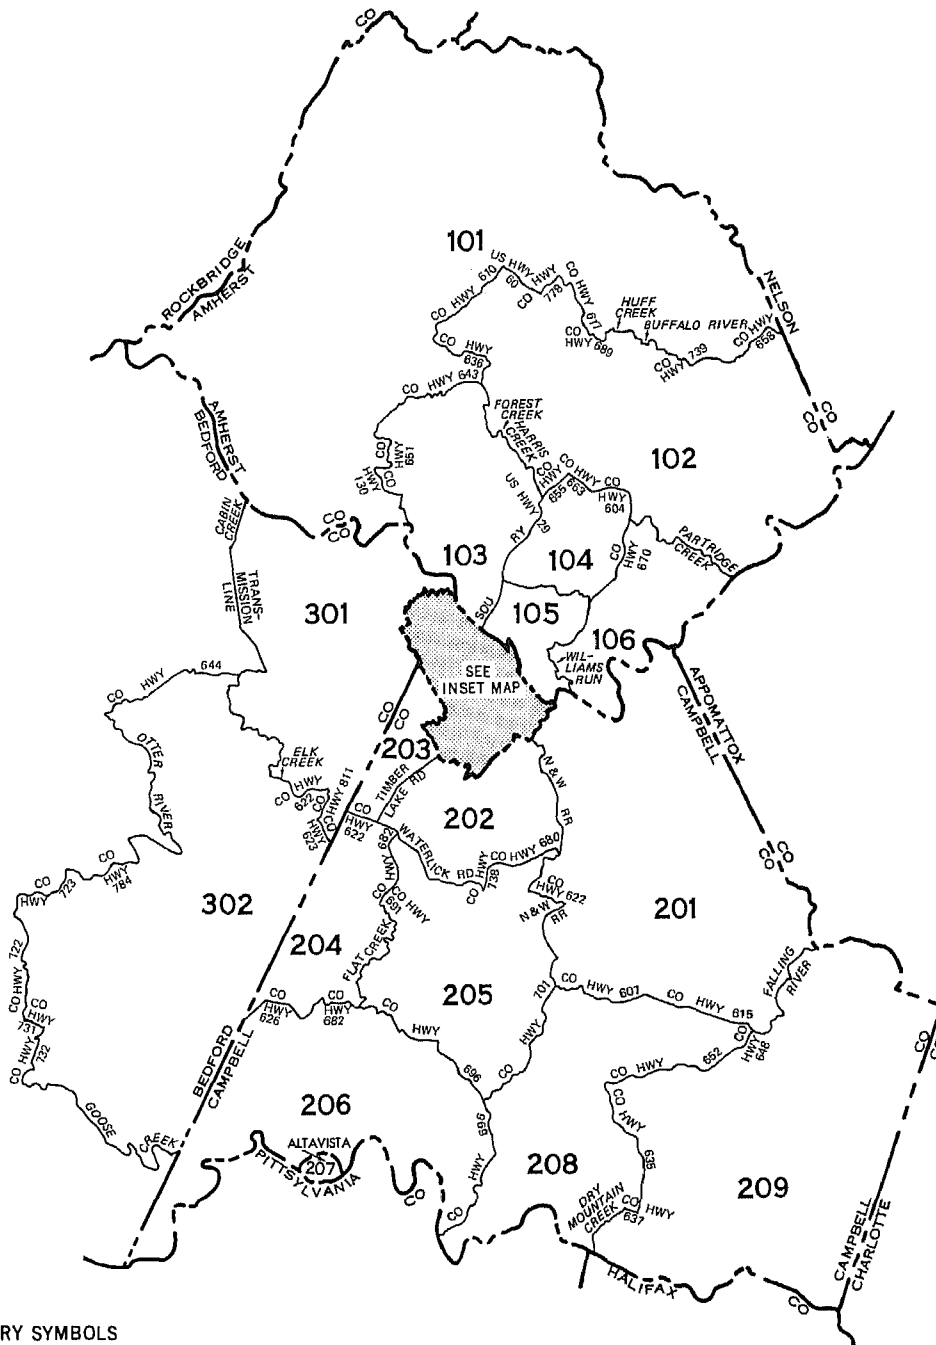 CO
101
ROCKBRIDGE
AMHERST
CO HWY 610
US HWY 60
CO HWY 778
CO HWY 677
CO HWY 689
HUFF CREEK
BUFFALO RIVER
CO HWY 739
CO HWY 658
NELSON
CO
CO
CO HWY 636
CO HWY 643
AMHERST
BEDFORD
FOREST CREEK
HARRIS CREEK
CO HWY 651
CO HWY 130
102
CO HWY 655
CO HWY 663
CO HWY 604
US HWY 29
CABIN CREEK
CO
CO
SOU RY
103
104
CO HWY 670
PARTRIDGE CREEK
TRANS-
MISSION
LINE
301
105
106
WIL-
LIAMS
RUN
SEE
INSET MAP
CO HWY 644
APPOMATTOX
CAMPBELL
CO
CO
OTTER RIVER
203
ELK CREEK
TIMBER LAKE RD
N & W RR
CO HWY 622
CO HWY 811
CO HWY 623
202
CO HWY 622
682
WATERLICK RD
CO HWY 738
CO HWY 680
CO
CO
CO HWY 723
CO HWY 784
CO HWY 691
CO HWY
CO HWY 622
N & W RR
302
201
204
FLAT CREEK
FALLING RIVER
CO HWY 722
205
CO HWY 701
CO HWY 607
CO HWY 615
CO HWY 626
CO HWY 682
CO HWY 731
CO HWY 732
CO HWY 648
CO HWY 652
CO
CO
CO HWY 696
BEDFORD
CAMPBELL
206
GOOSE CREEK
ALTAVISTA
207
PITTSYLVANIA
CO
CO HWY 699
CO HWY 635
208
209
DRY MOUNTAIN CREEK
CO HWY 637
CAMPBELL
CHARLOTTE
HALIFAX
CO
RY SYMBOLS